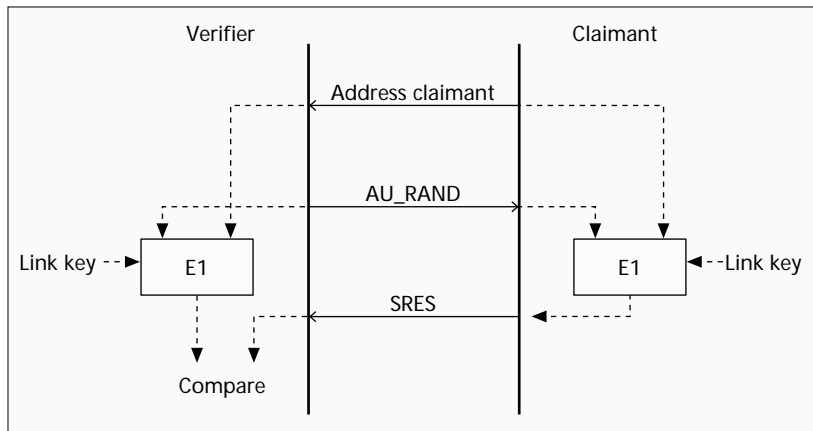 Verifier
Claimant
Address claimant
AU_RAND
Link key
E1
E1
Link key
SRES
Compare